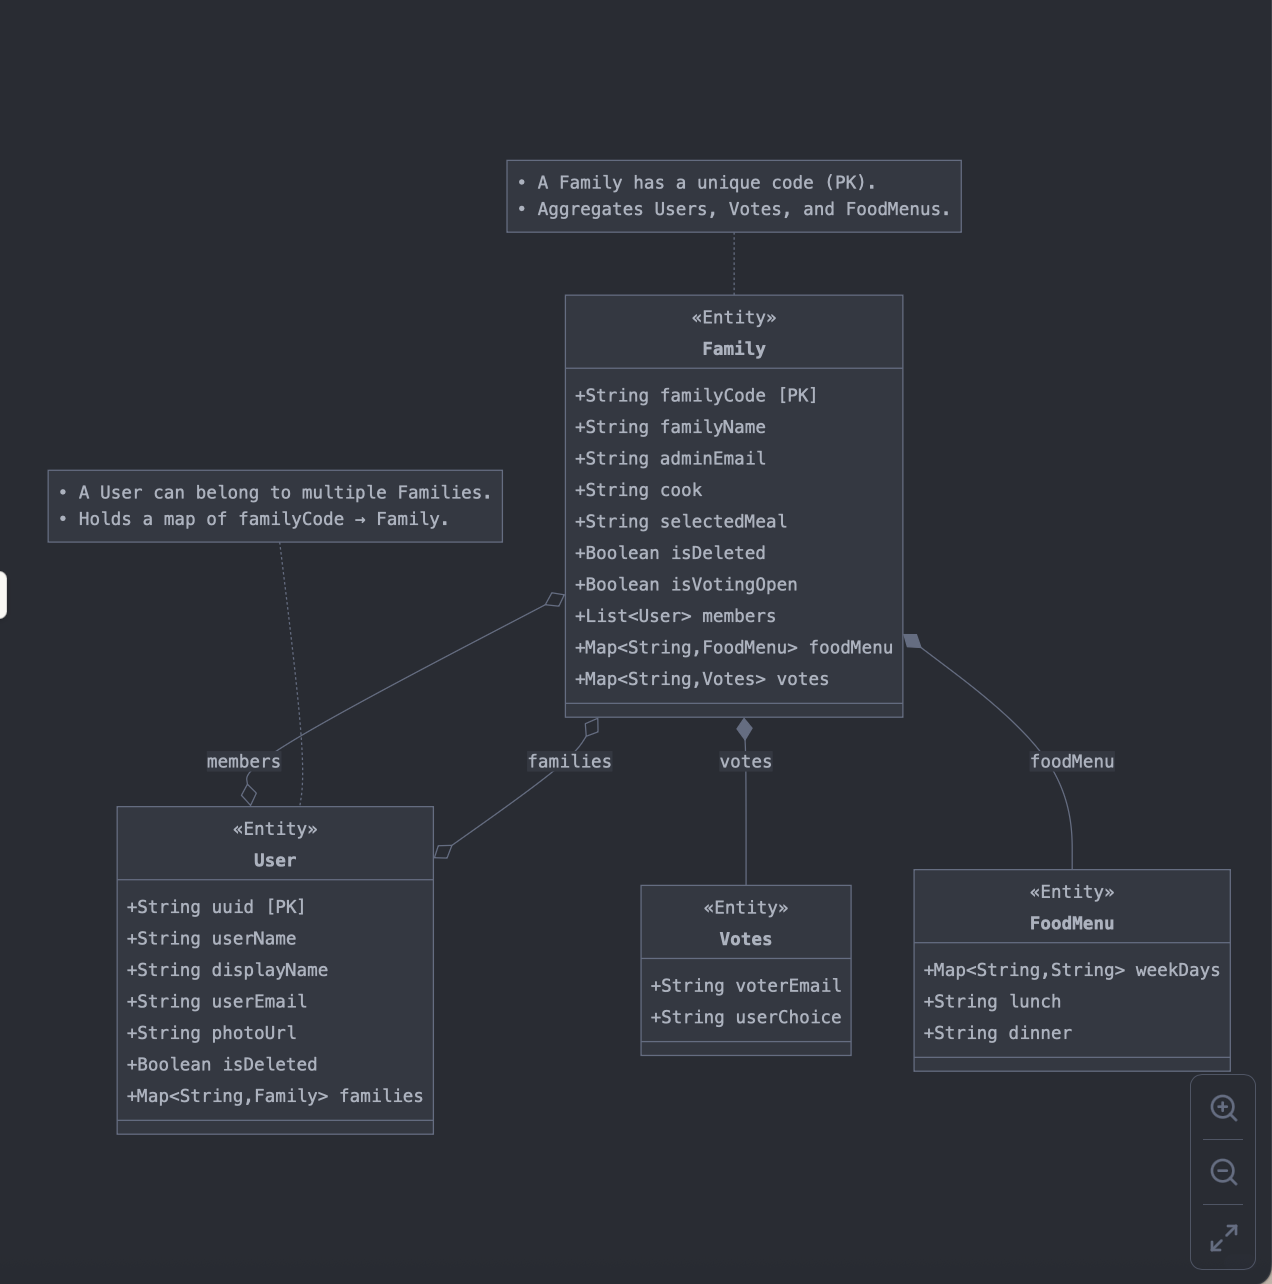 • A Family has a unique code (PK).
• Aggregates Users, Votes, and FoodMenus.
«Entity»
Family
+String familyCode [PK]
+String familyName
+String adminEmail
+String cook
+String selectedMeal
+Boolean isDeleted
+Boolean isVotingOpen
+List<User> members
+Map<String,FoodMenu> foodMenu
+Map<String,Votes> votes
• A User can belong to multiple Families.
• Holds a map of familyCode → Family.
members
families
votes
foodMenu
«Entity»
User
+String uuid [PK]
+String userName
+String displayName
+String userEmail
+String photoUrl
+Boolean isDeleted
+Map<String,Family> families
«Entity»
Votes
+String voterEmail
+String userChoice
«Entity»
FoodMenu
+Map<String,String> weekDays
+String lunch
+String dinner